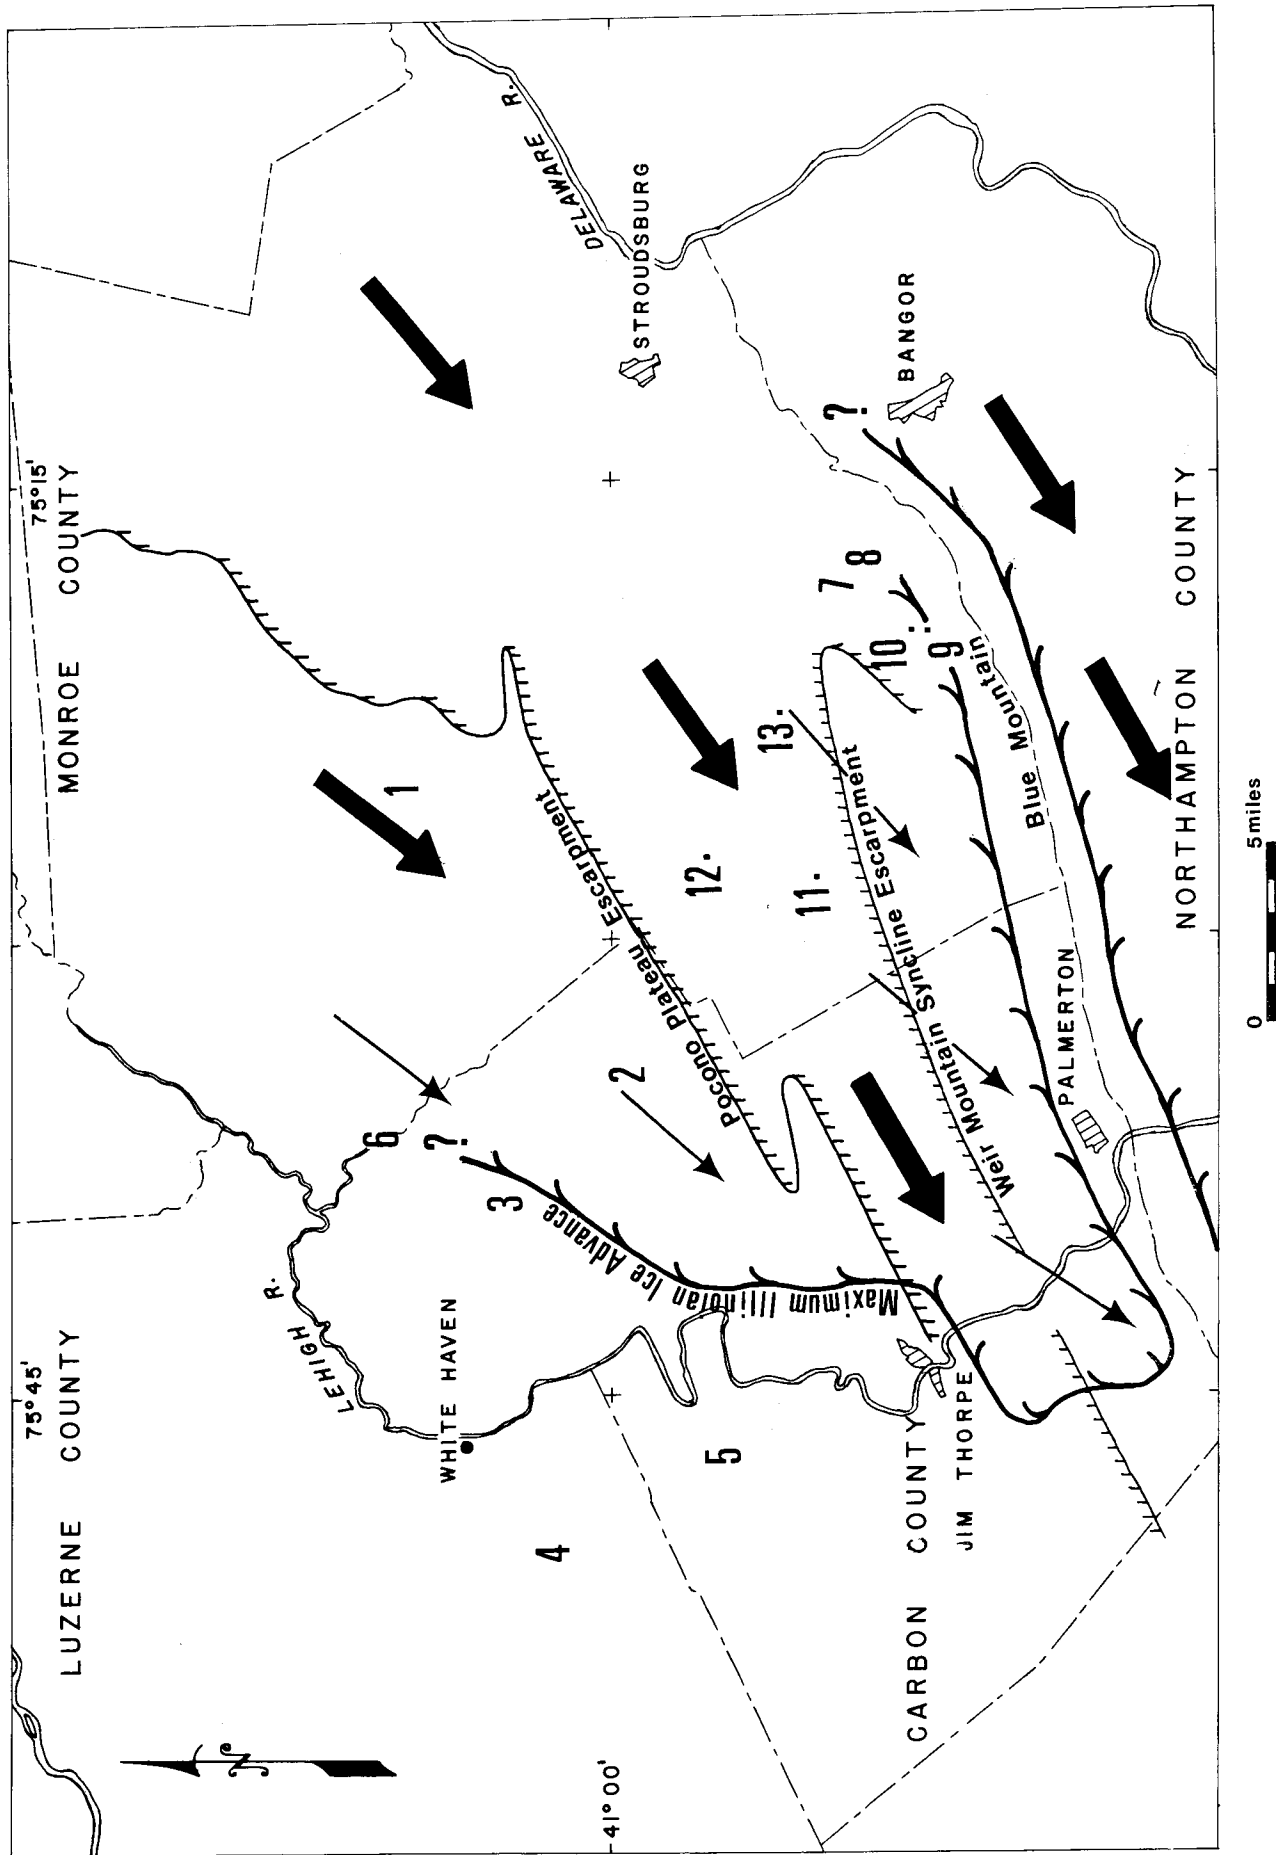 75°45'
75°15'
LUZERNE COUNTY
MONROE COUNTY
N
LEHIGH R.
WHITE HAVEN
DELAWARE R.
STROUDSBURG
41°00'
1
2
3
4
5
6
?
Maximum Illinoian Ice Advance
Pocono Plateau Escarpment
12.
13.
11.
7
8
?
10
9
BANGOR
Weir Mountain Syncline Escarpment
Blue Mountain
CARBON COUNTY
JIM THORPE
PALMERTON
NORTHAMPTON COUNTY
0 5 miles